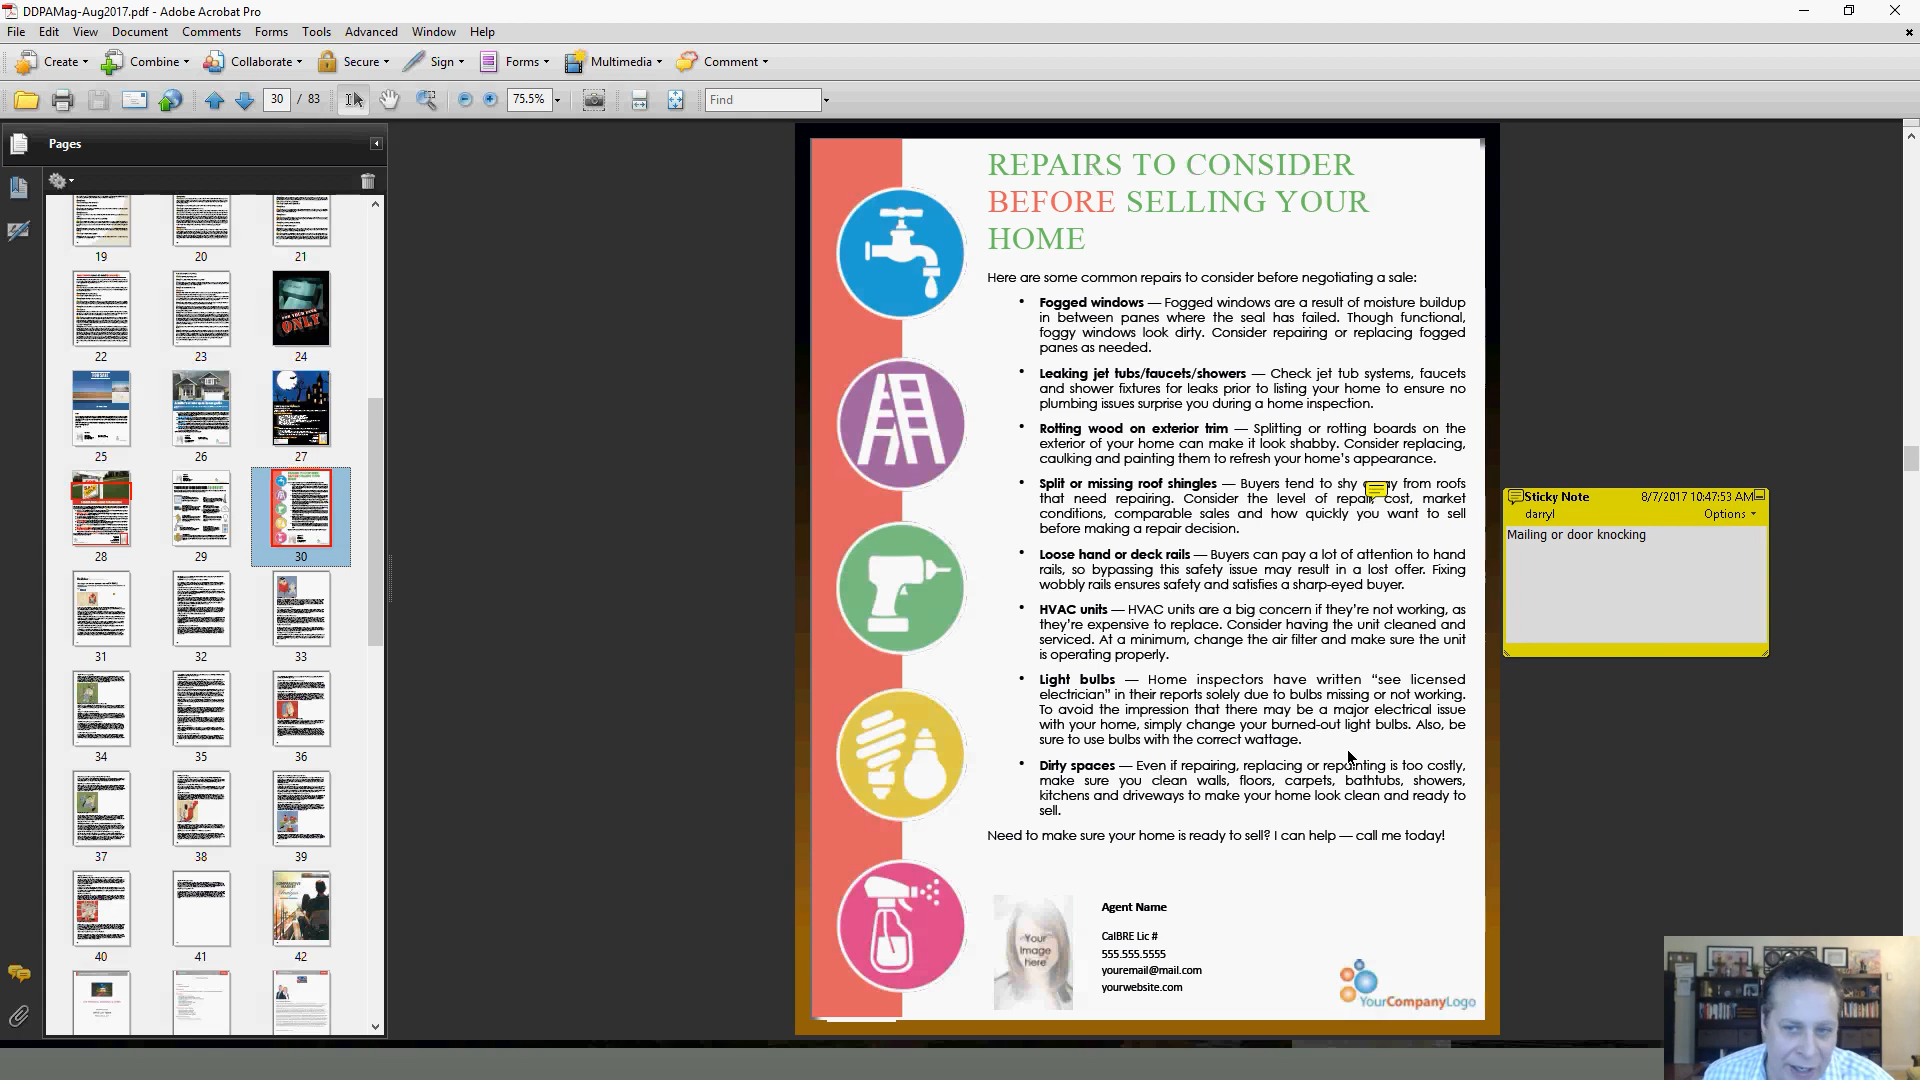 DDPAMag-Aug2017.pdf - Adobe Acrobat Pro
File Edit View Document Comments Forms Tools Advanced Window Help
Create Combine Collaborate Secure Sign Forms Multimedia Comment
30 / 83 75.5% Find
Pages
19 20 21
22 23 24
25 26 27
28 29 30
31 32 33
34 35 36
37 38 39
40 41 42
REPAIRS TO CONSIDER
BEFORE SELLING YOUR
HOME
Here are some common repairs to consider before negotiating a sale:
• Fogged windows — Fogged windows are a result of moisture buildup
in between panes where the seal has failed. Though functional,
foggy windows look dirty. Consider repairing or replacing fogged
panes as needed.
• Leaking jet tubs/faucets/showers — Check jet tub systems, faucets
and shower fixtures for leaks prior to listing your home to ensure no
plumbing issues surprise you during a home inspection.
• Rotting wood on exterior trim — Splitting or rotting boards on the
exterior of your home can make it look shabby. Consider replacing,
caulking and painting them to refresh your home's appearance.
• Split or missing roof shingles — Buyers tend to shy away from roofs
that need repairing. Consider the level of repair, cost, market
conditions, comparable sales and how quickly you want to sell
before making a repair decision.
• Loose hand or deck rails — Buyers can pay a lot of attention to hand
rails, so bypassing this safety issue may result in a lost offer. Fixing
wobbly rails ensures safety and satisfies a sharp-eyed buyer.
• HVAC units — HVAC units are a big concern if they're not working, as
they're expensive to replace. Consider having the unit cleaned and
serviced. At a minimum, change the air filter and make sure the unit
is operating properly.
• Light bulbs — Home inspectors have written “see licensed
electrician” in their reports solely due to bulbs missing or not working.
To avoid the impression that there may be a major electrical issue
with your home, simply change your burned-out light bulbs. Also, be
sure to use bulbs with the correct wattage.
• Dirty spaces — Even if repairing, replacing or repainting is too costly,
make sure you clean walls, floors, carpets, bathtubs, showers,
kitchens and driveways to make your home look clean and ready to
sell.
Need to make sure your home is ready to sell? I can help — call me today!
Your
Image
here
Agent Name
CalBRE Lic #
555.555.5555
youremail@mail.com
yourwebsite.com
YourCompanyLogo
Sticky Note 8/7/2017 10:47:53 AM
darryl Options
Mailing or door knocking